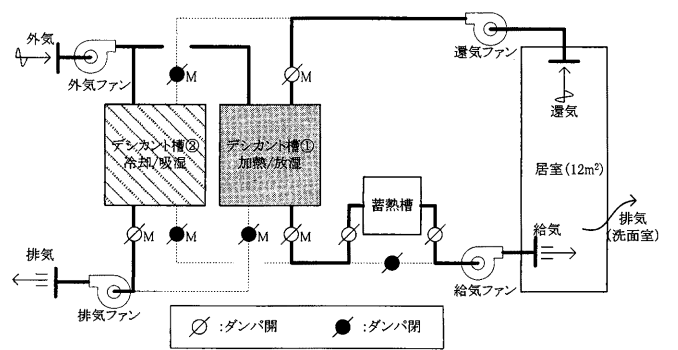 外気
外気ファン
M
M
還気ファン
還気
デシカント槽②
冷却/吸湿
デシカント槽①
加熱/放湿
蓄熱槽
居室(12m²)
M
M
M
M
給気
排気
(洗面室)
排気
排気ファン
給気ファン
:ダンパ開
:ダンパ閉